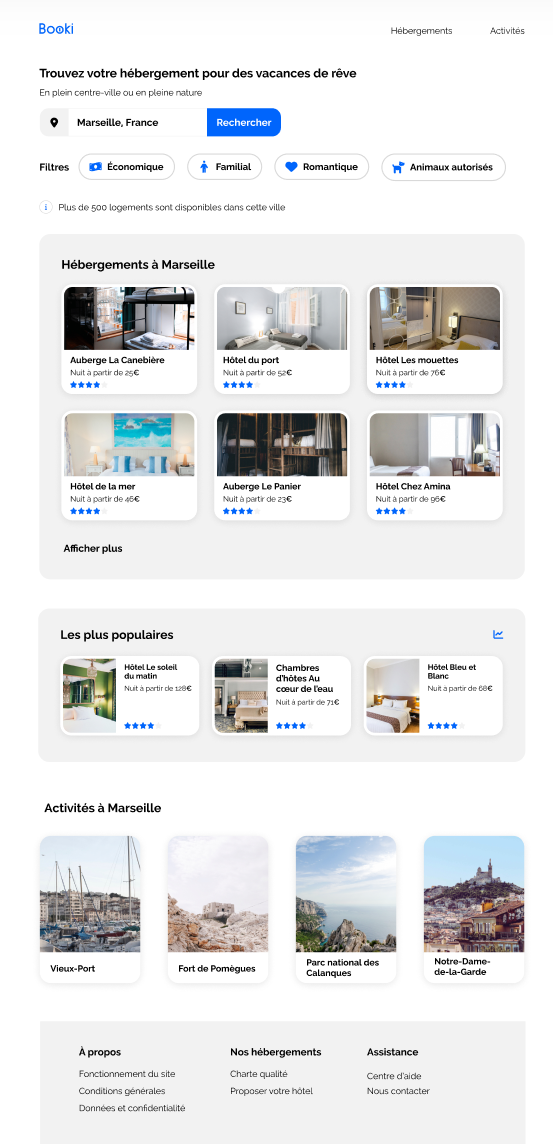 Booki
Hébergements
Activités
Trouvez votre hébergement pour des vacances de rêve
En plein centre-ville ou en pleine nature
Marseille, France
Rechercher
Filtres
Économique
Familial
Romantique
Animaux autorisés
Plus de 500 logements sont disponibles dans cette ville
Hébergements à Marseille
Auberge La Canebière
Nuit à partir de 25€
Hôtel du port
Nuit à partir de 52€
Hôtel Les mouettes
Nuit à partir de 76€
Hôtel de la mer
Nuit à partir de 46€
Auberge Le Panier
Nuit à partir de 23€
Hôtel Chez Amina
Nuit à partir de 96€
Afficher plus
Les plus populaires
Hôtel Le soleil
du matin
Nuit à partir de 128€
Chambres
d'hôtes Au
cœur de l'eau
Nuit à partir de 71€
Hôtel Bleu et
Blanc
Nuit à partir de 68€
Activités à Marseille
Vieux-Port
Fort de Pomègues
Parc national des
Calanques
Notre-Dame-
de-la-Garde
À propos
Fonctionnement du site
Conditions générales
Données et confidentialité
Nos hébergements
Charte qualité
Proposer votre hôtel
Assistance
Centre d'aide
Nous contacter